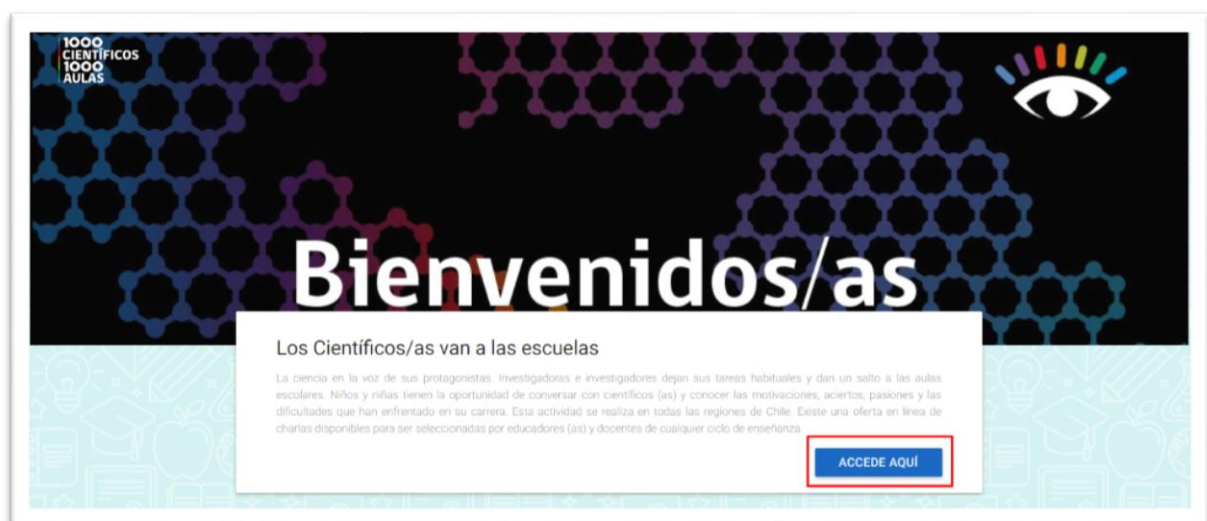 1000
CIENTÍFICOS
1000
AULAS
Bienvenidos/as
Los Científicos/as van a las escuelas
La ciencia en la voz de sus protagonistas. Investigadoras e investigadores dejan sus tareas habituales y dan un salto a las aulas
escolares. Niños y niñas tienen la oportunidad de conversar con científicos (as) y conocer las motivaciones, aciertos, pasiones y las
dificultades que han enfrentado en su carrera. Esta actividad se realiza en todas las regiones de Chile. Existe una oferta en línea de
charlas disponibles para ser seleccionadas por educadores (as) y docentes de cualquier ciclo de enseñanza.
ACCEDE AQUÍ